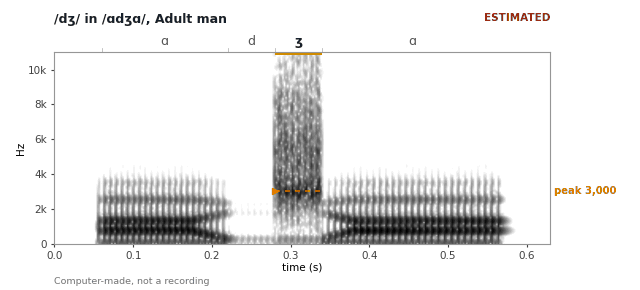 /dʒ/ in /ɑdʒɑ/, Adult man
ESTIMATED
ɑ d ʒ ɑ
10k
8k
6k
4k
2k
0
Hz
peak 3,000
0.0 0.1 0.2 0.3 0.4 0.5 0.6
time (s)
Computer-made, not a recording